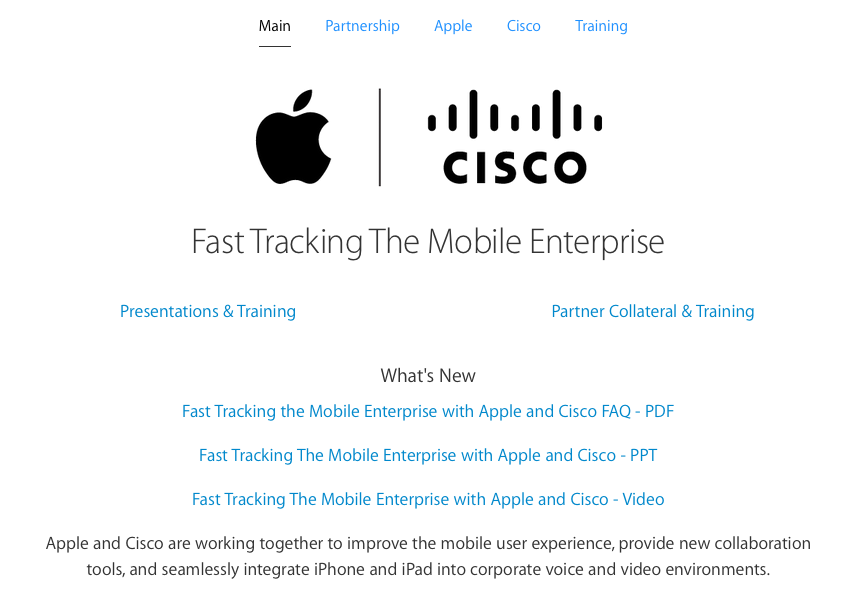 Main Partnership Apple Cisco Training
CISCO
Fast Tracking The Mobile Enterprise
Presentations & Training Partner Collateral & Training
What's New
Fast Tracking the Mobile Enterprise with Apple and Cisco FAQ - PDF
Fast Tracking The Mobile Enterprise with Apple and Cisco - PPT
Fast Tracking The Mobile Enterprise with Apple and Cisco - Video
Apple and Cisco are working together to improve the mobile user experience, provide new collaboration
tools, and seamlessly integrate iPhone and iPad into corporate voice and video environments.